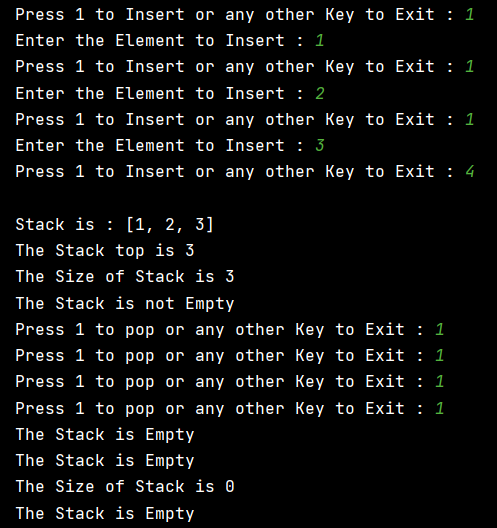 Press 1 to Insert or any other Key to Exit : 1
Enter the Element to Insert : 1
Press 1 to Insert or any other Key to Exit : 1
Enter the Element to Insert : 2
Press 1 to Insert or any other Key to Exit : 1
Enter the Element to Insert : 3
Press 1 to Insert or any other Key to Exit : 4
Stack is : [1, 2, 3]
The Stack top is 3
The Size of Stack is 3
The Stack is not Empty
Press 1 to pop or any other Key to Exit : 1
Press 1 to pop or any other Key to Exit : 1
Press 1 to pop or any other Key to Exit : 1
Press 1 to pop or any other Key to Exit : 1
The Stack is Empty
The Stack is Empty
The Size of Stack is 0
The Stack is Empty